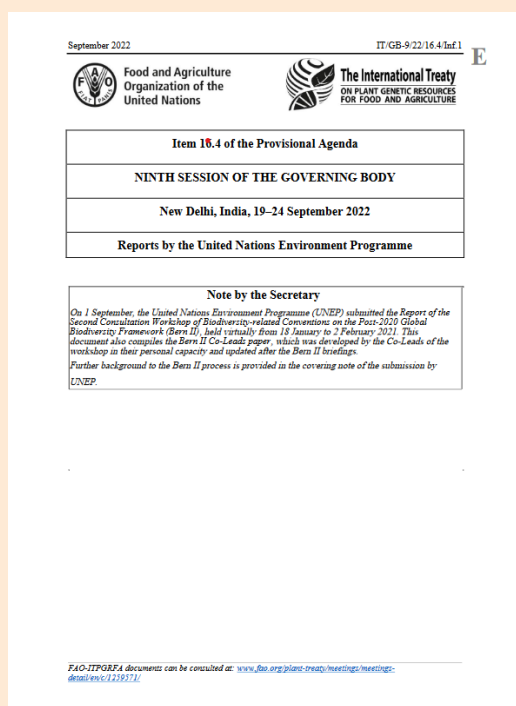 September 2022 IT/GB-9/22/16.4/Inf.1
E
FAO
FIAT PANIS
Food and Agriculture
Organization of the
United Nations
The International Treaty
ON PLANT GENETIC RESOURCES
FOR FOOD AND AGRICULTURE
Item 16.4 of the Provisional Agenda
NINTH SESSION OF THE GOVERNING BODY
New Delhi, India, 19–24 September 2022
Reports by the United Nations Environment Programme
Note by the Secretary
On 1 September, the United Nations Environment Programme (UNEP) submitted the Report of the
Second Consultation Workshop of Biodiversity-related Conventions on the Post-2020 Global
Biodiversity Framework (Bern II), held virtually from 18 January to 2 February 2021. This
document also compiles the Bern II Co-Leads paper, which was developed by the Co-Leads of the
workshop in their personal capacity and updated after the Bern II briefings.
Further background to the Bern II process is provided in the covering note of the submission by
UNEP.
FAO-ITPGRFA documents can be consulted at: www.fao.org/plant-treaty/meetings/meetings-
detail/en/c/1259571/